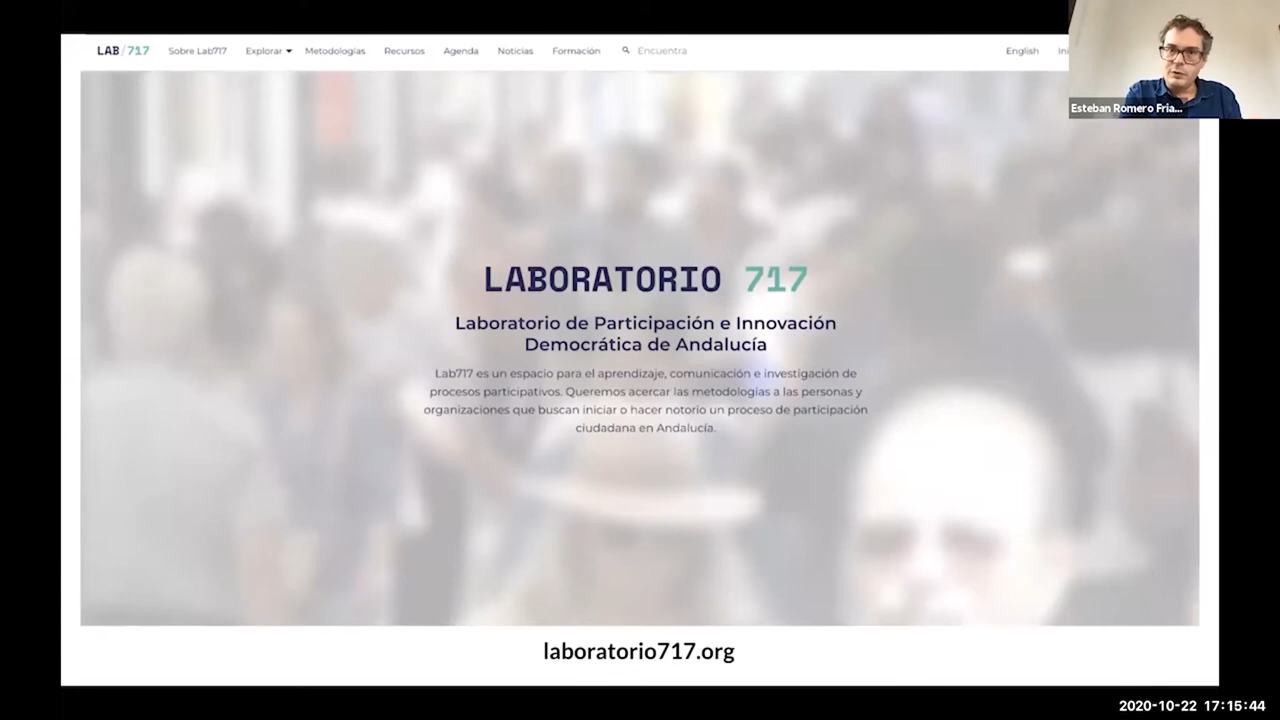 LAB/717 Sobre Lab717 Explorar Metodologías Recursos Agenda Noticias Formación Encuentra English
Esteban Romero Fría...
LABORATORIO 717
Laboratorio de Participación e Innovación
Democrática de Andalucía
Lab717 es un espacio para el aprendizaje, comunicación e investigación de
procesos participativos. Queremos acercar las metodologías a las personas y
organizaciones que buscan iniciar o hacer notorio un proceso de participación
ciudadana en Andalucía.
laboratorio717.org
2020-10-22 17:15:44